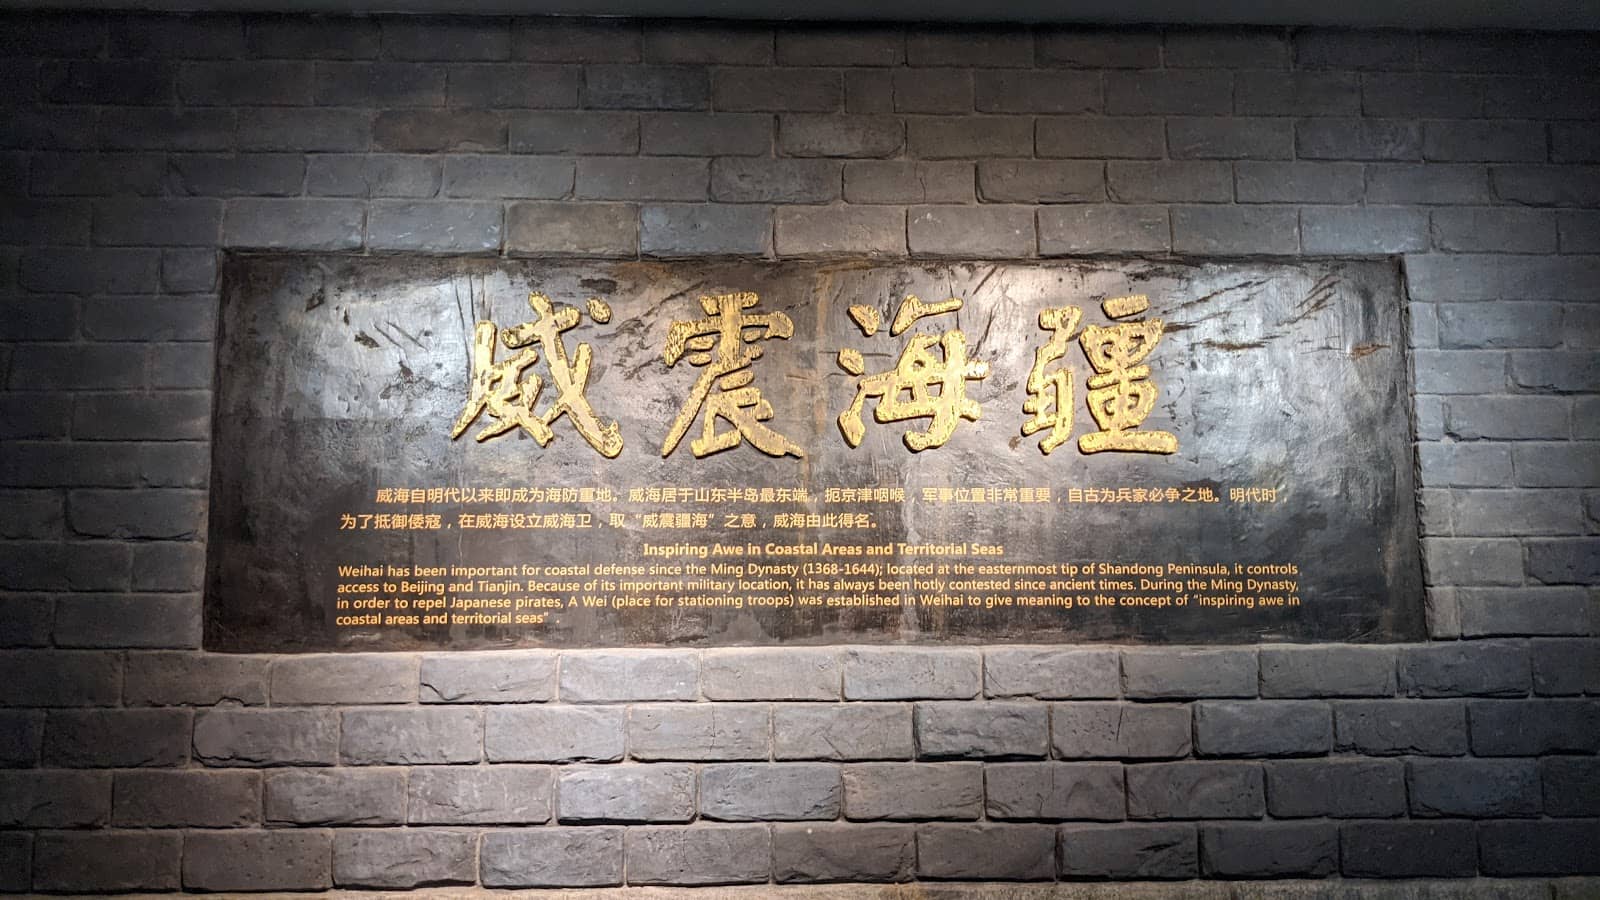 威震海疆
威海自明代以来即成为海防重地。威海居于山东半岛最东端，扼京津咽喉，军事位置非常重要，自古为兵家必争之地。明代时，
为了抵御倭寇，在威海设立威海卫，取“威震疆海”之意，威海由此得名。
Inspiring Awe in Coastal Areas and Territorial Seas
Weihai has been important for coastal defense since the Ming Dynasty (1368-1644); located at the easternmost tip of Shandong Peninsula, it controls
access to Beijing and Tianjin. Because of its important military location, it has always been hotly contested since ancient times. During the Ming Dynasty,
in order to repel Japanese pirates, A Wei (place for stationing troops) was established in Weihai to give meaning to the concept of “inspiring awe in
coastal areas and territorial seas” .